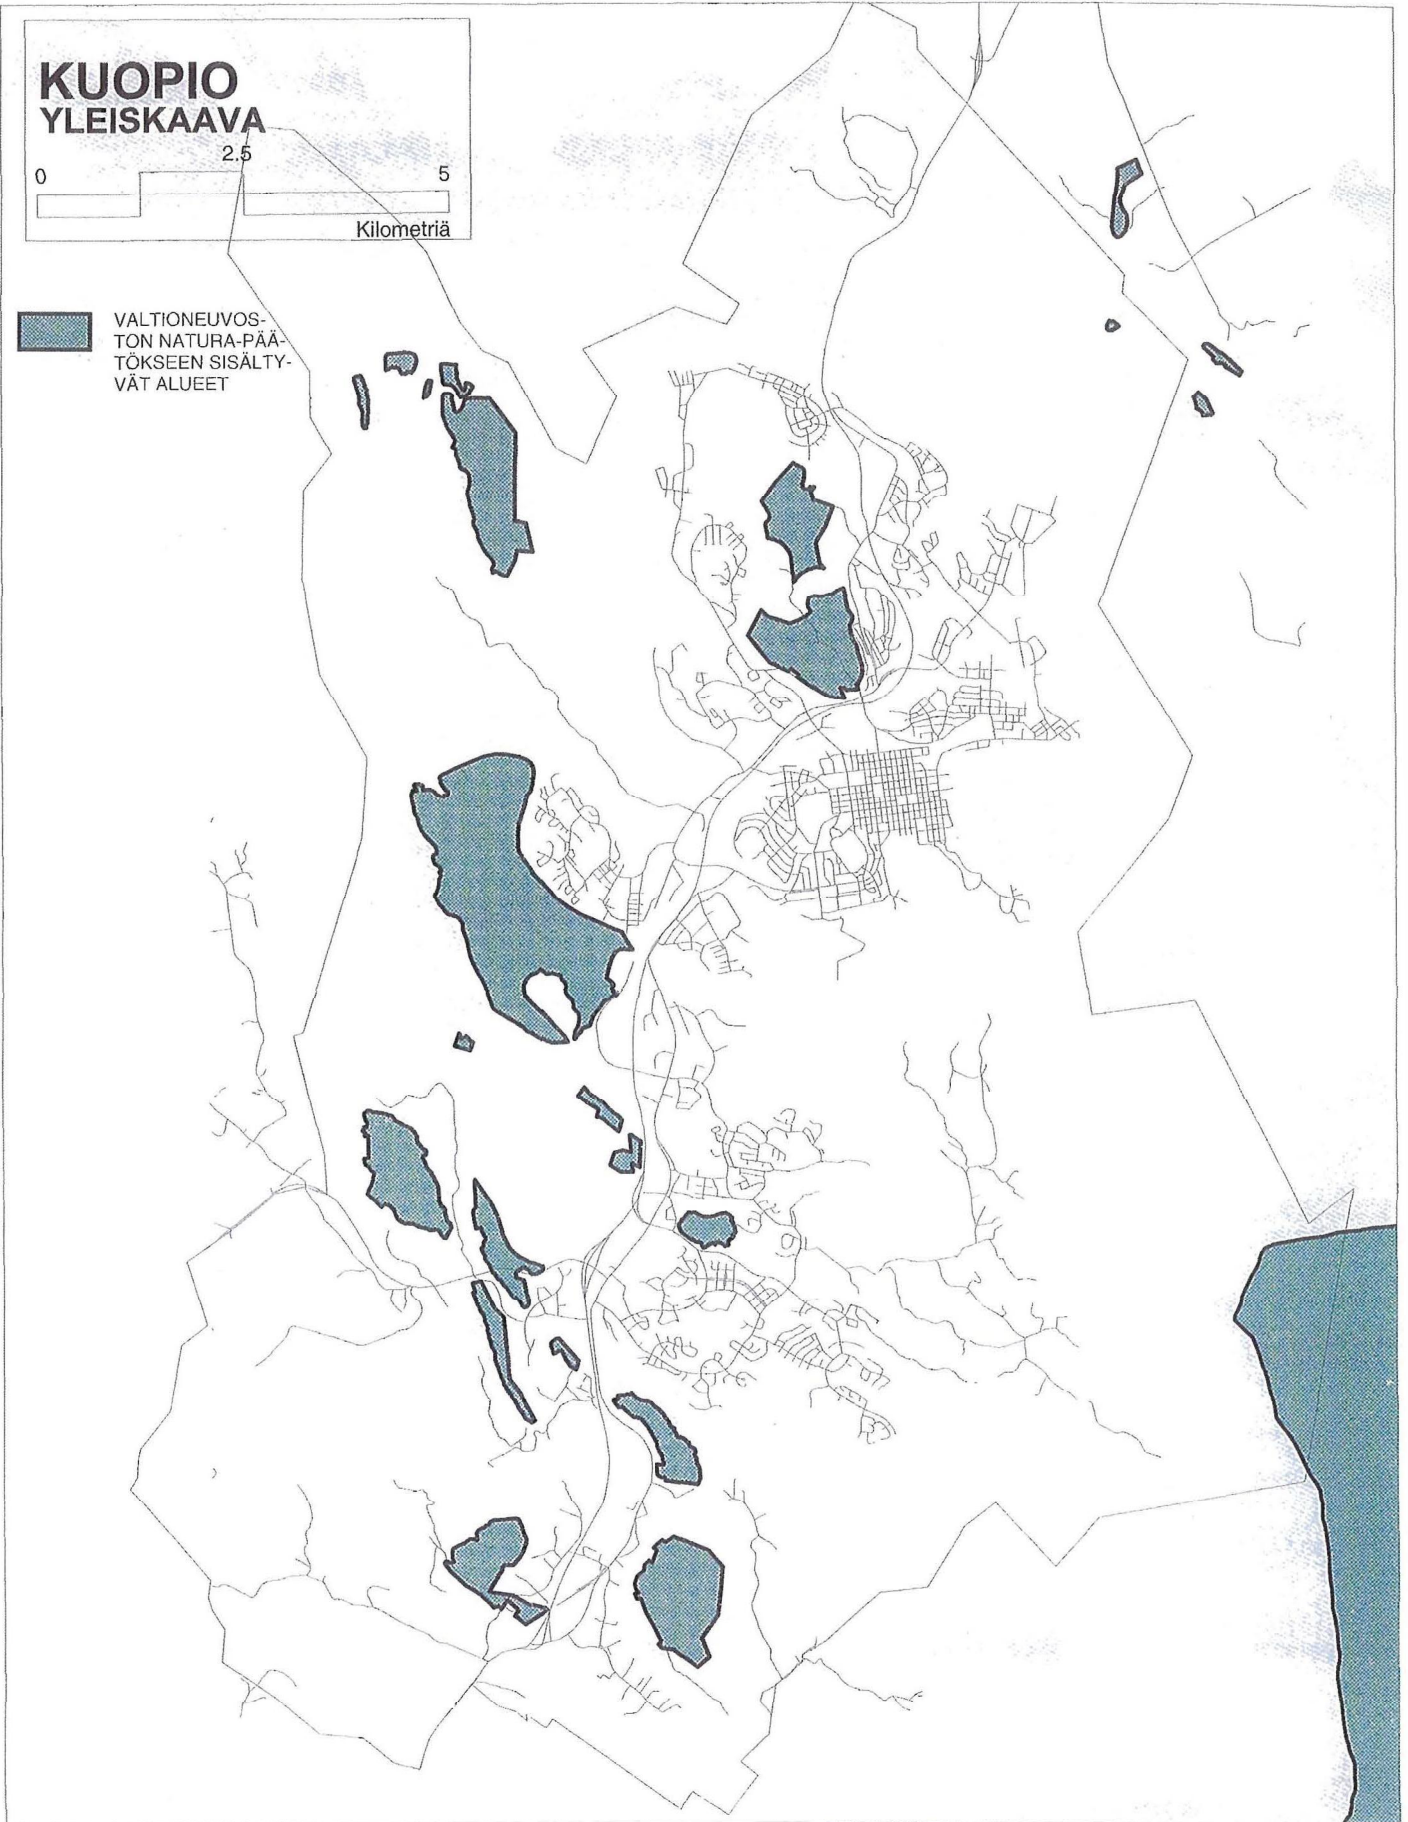 KUOPIO
YLEISKAAVA
2.5
0 5
Kilometriä
VALTIONEUVOS-
TON NATURA-PÄÄ-
TÖKSEEN SISÄLTY-
VÄT ALUEET